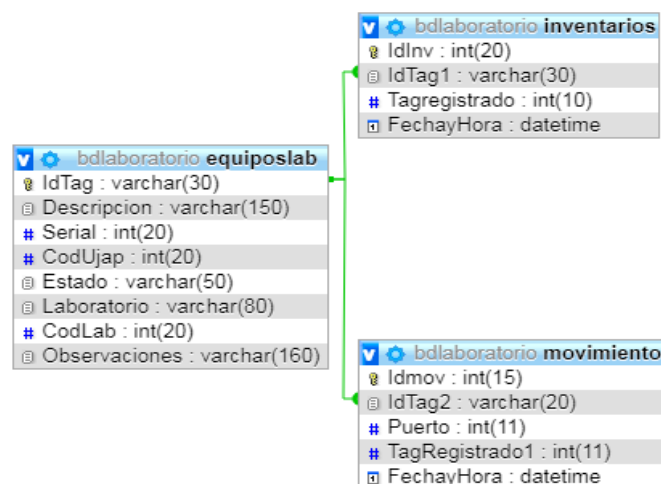 bdlaboratorio inventarios
IdInv : int(20)
IdTag1 : varchar(30)
# Tagregistrado : int(10)
FechayHora : datetime
bdlaboratorio equiposlab
IdTag : varchar(30)
Descripcion : varchar(150)
# Serial : int(20)
# CodUjap : int(20)
Estado : varchar(50)
Laboratorio : varchar(80)
# CodLab : int(20)
Observaciones : varchar(160)
bdlaboratorio movimiento
Idmov : int(15)
IdTag2 : varchar(20)
# Puerto : int(11)
# TagRegistrado1 : int(11)
FechayHora : datetime